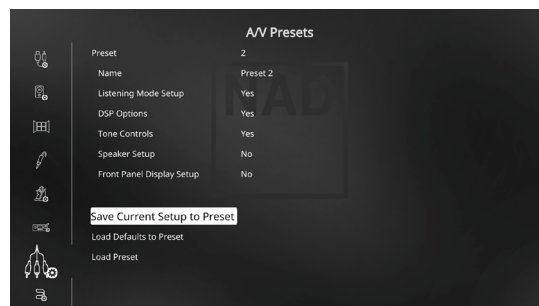 A/V Presets
Preset 2
Name Preset 2
Listening Mode Setup Yes
DSP Options Yes
Tone Controls Yes
Speaker Setup No
Front Panel Display Setup No
NAD
Save Current Setup to Preset
Load Defaults to Preset
Load Preset